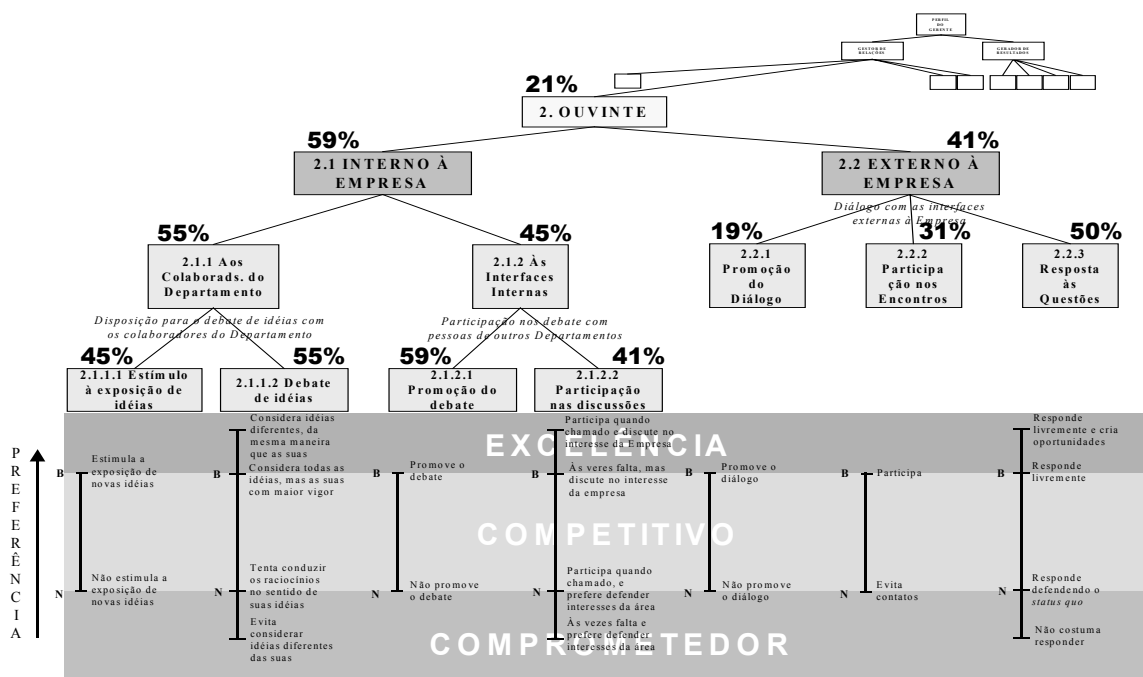 PERFIL
DO
GERENTE
GESTOR DE
RELAÇÕES
GERADOR DE
RESULTADOS
21%
2. OUVINTE
59%
2.1 INTERNO À
EMPRESA
41%
2.2 EXTERNO À
EMPRESA
Diálogo com as interfaces
externas à Empresa
55%
2.1.1 Aos
Colaborads. do
Departamento
45%
2.1.2 Às
Interfaces
Internas
19%
2.2.1
Promoção
do
Diálogo
31%
2.2.2
Participa
ção nos
Encontros
50%
2.2.3
Resposta
às
Questões
Disposição para o debate de idéias com
os colaboradores do Departamento
Participação nos debate com
pessoas de outros Departamentos
45%
2.1.1.1 Estímulo
à exposição de
idéias
55%
2.1.1.2 Debate
de idéias
59%
2.1.2.1
Promoção do
debate
41%
2.1.2.2
Participação
nas discussões
PREFERÊNCIA
EXCELÊNCIA
COMPETITIVO
COMPROMETEDOR
B
Estimula a
exposição de
novas idéias
N
Não estimula a
exposição de
novas idéias
Considera idéias
diferentes, da
mesma maneira
que as suas
B
Considera todas as
idéias, mas as suas
com maior vigor
N
Tenta conduzir
os raciocínios
no sentido de
suas idéias
Evita
considerar
idéias diferentes
das suas
B
Promove o
debate
N
Não promove
o debate
Participa quando
chamado e discute no
interesse da Empresa
B
Às veres falta, mas
discute no interesse
da empresa
N
Participa quando
chamado, e
prefere defender
interesses da área
Às vezes falta e
prefere defender
interesses da área
B
Promove o
diálogo
N
Não promove
o diálogo
B
Participa
N
Evita
contatos
Responde
livremente e cria
oportunidades
B
Responde
livremente
N
Responde
defendendo o
status quo
Não costuma
responder